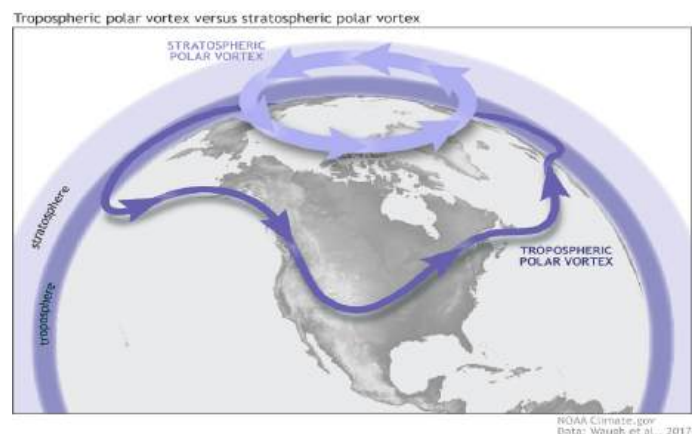 Tropospheric polar vortex versus stratospheric polar vortex
STRATOSPHERIC
POLAR VORTEX
stratosphere
troposphere
TROPOSPHERIC
POLAR VORTEX
NOAA Climate.gov
Data: Waugh et al., 2017